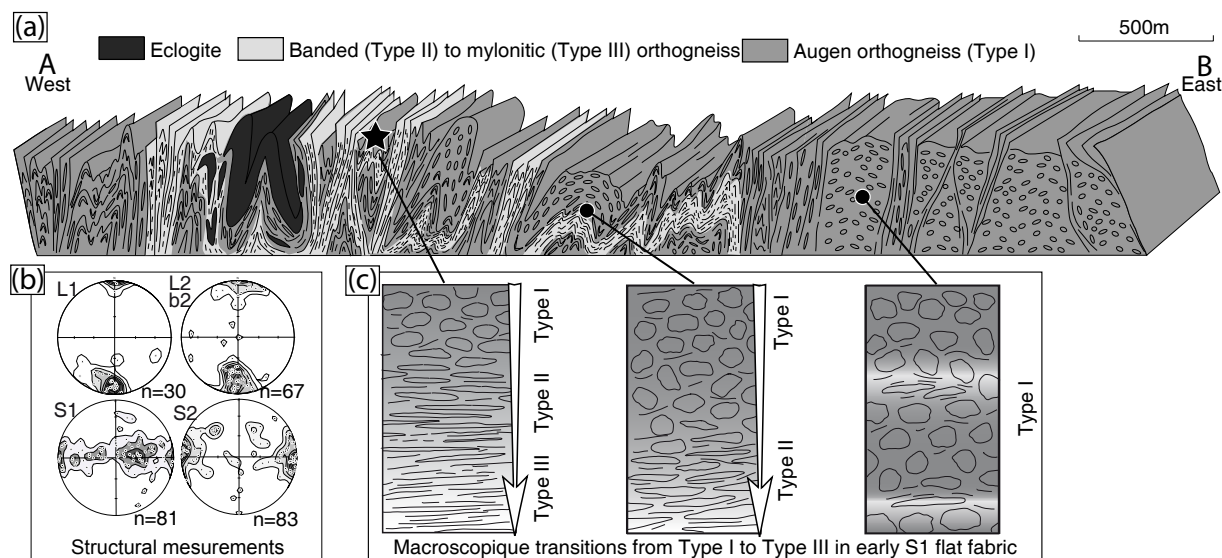 (a)
Eclogite
Banded (Type II) to mylonitic (Type III) orthogneiss
Augen orthogneiss (Type I)
500m
A
West
B
East
(b)
L1
n=30
L2
b2
n=67
S1
n=81
S2
n=83
Structural mesurements
(c)
Type I
Type II
Type III
Type I
Type II
Type I
Macroscopique transitions from Type I to Type III in early S1 flat fabric